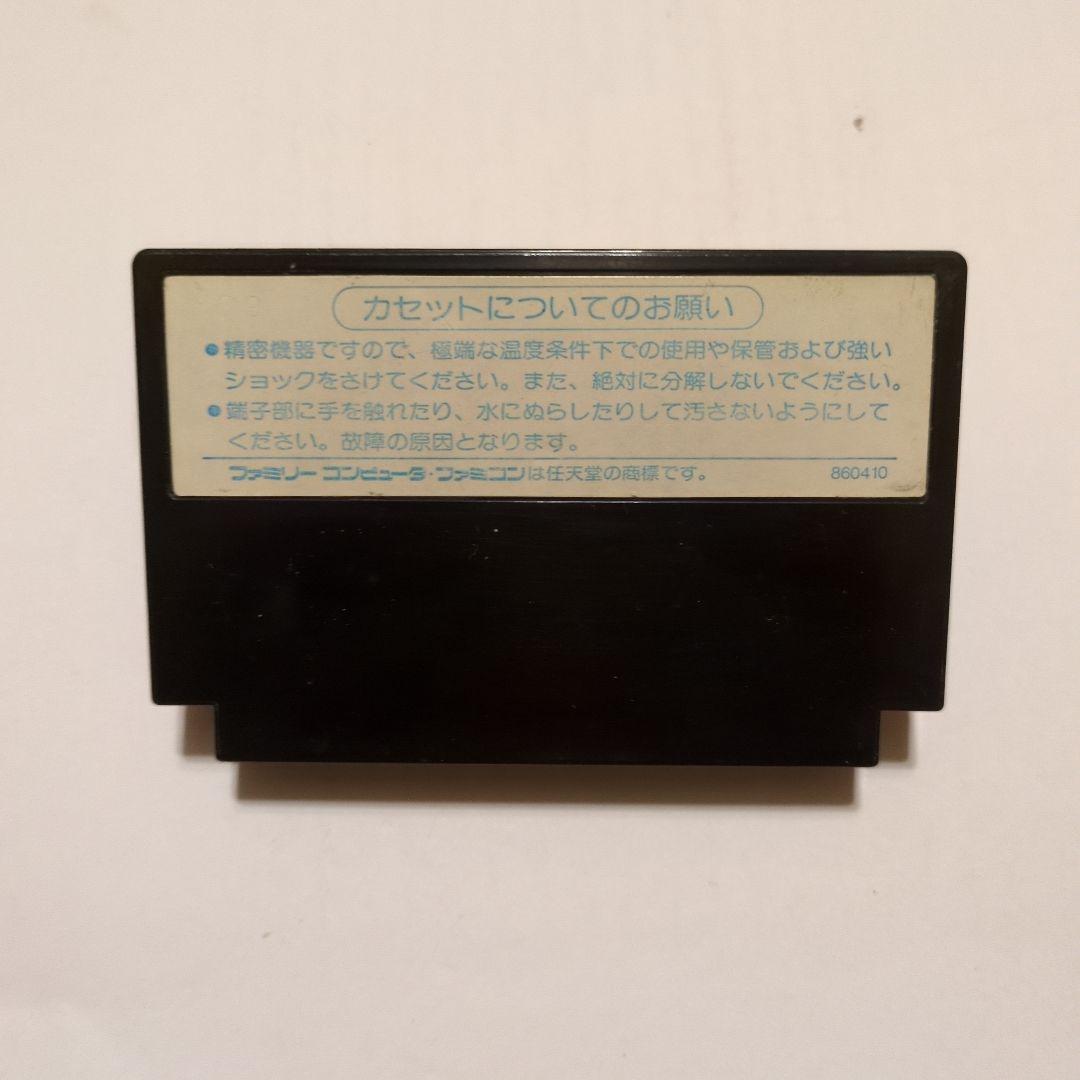 カセットについてのお願い
●精密機器ですので、極端な温度条件下での使用や保管および強い
ショックをさけてください。また、絶対に分解しないでください。
●端子部に手を触れたり、水にぬらしたりして汚さないようにして
ください。故障の原因となります。
ファミリーコンピュータ・ファミコンは任天堂の商標です。 860410